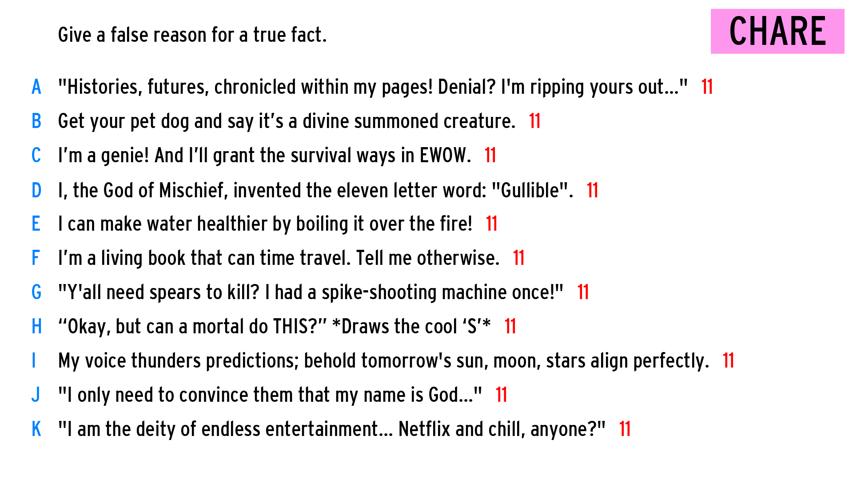 Give a false reason for a true fact.
CHARE
A "Histories, futures, chronicled within my pages! Denial? I'm ripping yours out..." 11
B Get your pet dog and say it’s a divine summoned creature. 11
C I’m a genie! And I’ll grant the survival ways in EWOW. 11
D I, the God of Mischief, invented the eleven letter word: "Gullible". 11
E I can make water healthier by boiling it over the fire! 11
F I’m a living book that can time travel. Tell me otherwise. 11
G "Y'all need spears to kill? I had a spike-shooting machine once!" 11
H “Okay, but can a mortal do THIS?” *Draws the cool ‘S’* 11
I My voice thunders predictions; behold tomorrow's sun, moon, stars align perfectly. 11
J "I only need to convince them that my name is God..." 11
K "I am the deity of endless entertainment... Netflix and chill, anyone?" 11